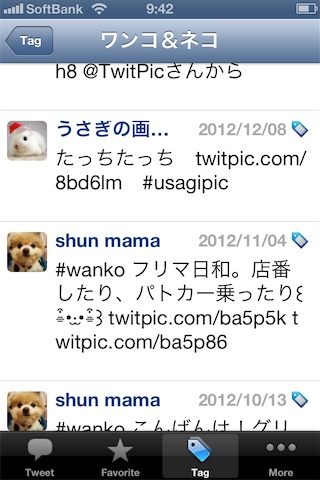 SoftBank 9:42
Tag
ワンコ＆ネコ
h8 @TwitPicさんから
うさぎの画… 2012/12/08
たっちたっち　twitpic.com/
8bd6lm　#usagipic
shun mama 2012/11/04
#wanko フリマ日和。店番
したり、パトカー乗ったり꒰
⌯͒•·̫•⌯͒꒱ twitpic.com/ba5p5k t
witpic.com/ba5p86
shun mama 2012/10/13
#wanko こんばんは！グリ
Tweet Favorite Tag More